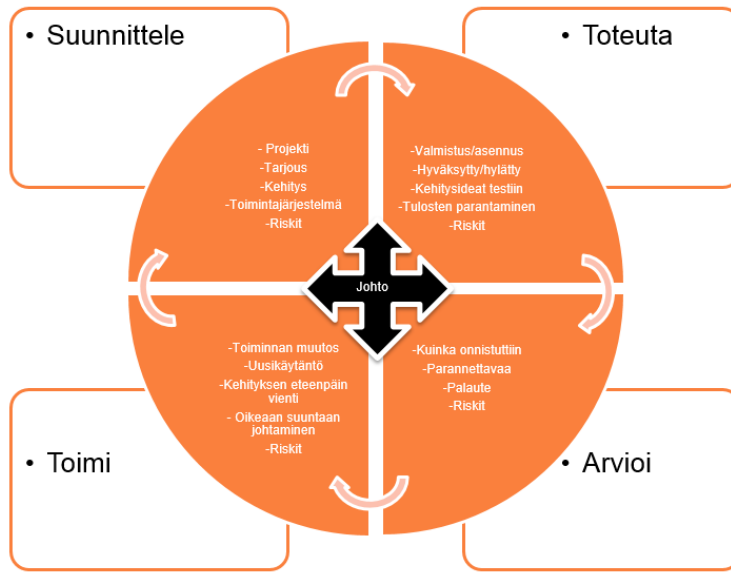 • Suunnittele
• Toteuta
- Projekti
-Tarjous
-Kehitys
-Toimintajärjestelmä
-Riskit
-Valmistus/asennus
-Hyväksytty/hylätty
-Kehitysideat testiin
-Tulosten parantaminen
-Riskit
Johto
-Toiminnan muutos
-Uusikäytäntö
-Kehityksen eteenpäin
vienti
- Oikeaan suuntaan
johtaminen
-Riskit
-Kuinka onnistuttiin
-Parannettavaa
-Palaute
-Riskit
• Toimi
• Arvioi